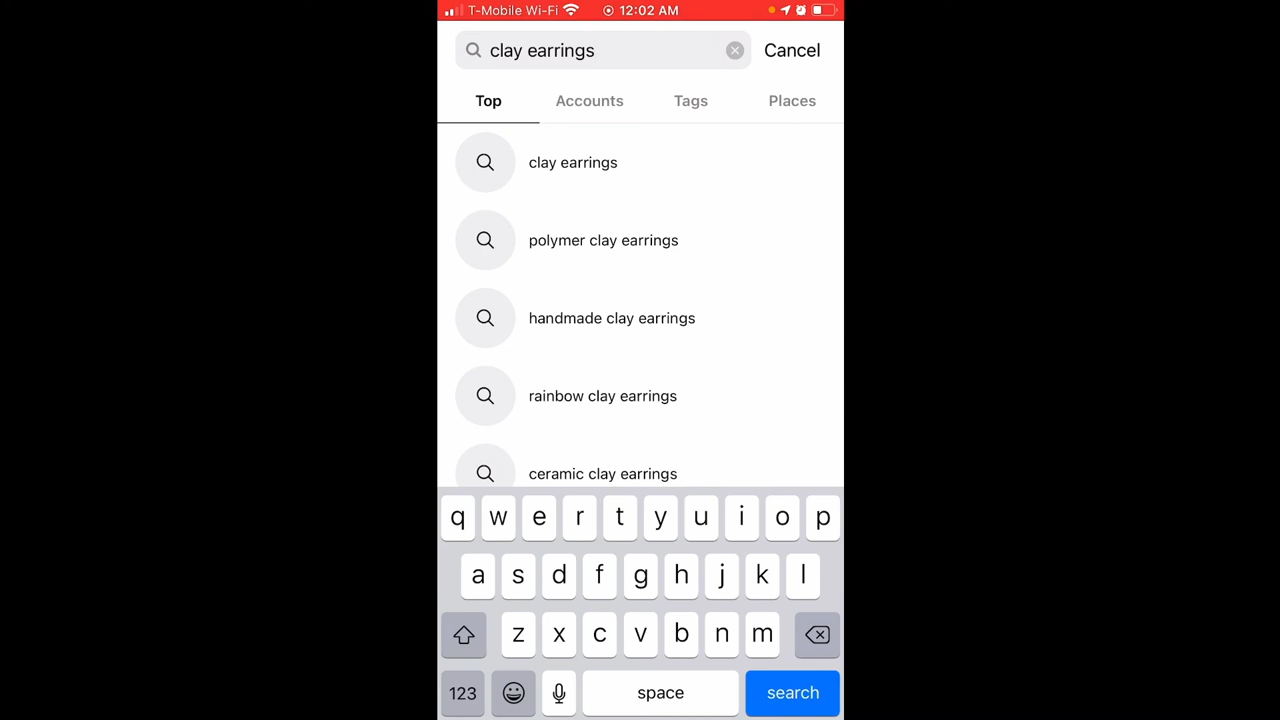 T-Mobile Wi-Fi 12:02 AM
clay earrings Cancel
Top Accounts Tags Places
clay earrings
polymer clay earrings
handmade clay earrings
rainbow clay earrings
ceramic clay earrings
q w e r t y u i o p
a s d f g h j k l
z x c v b n m
123 space search